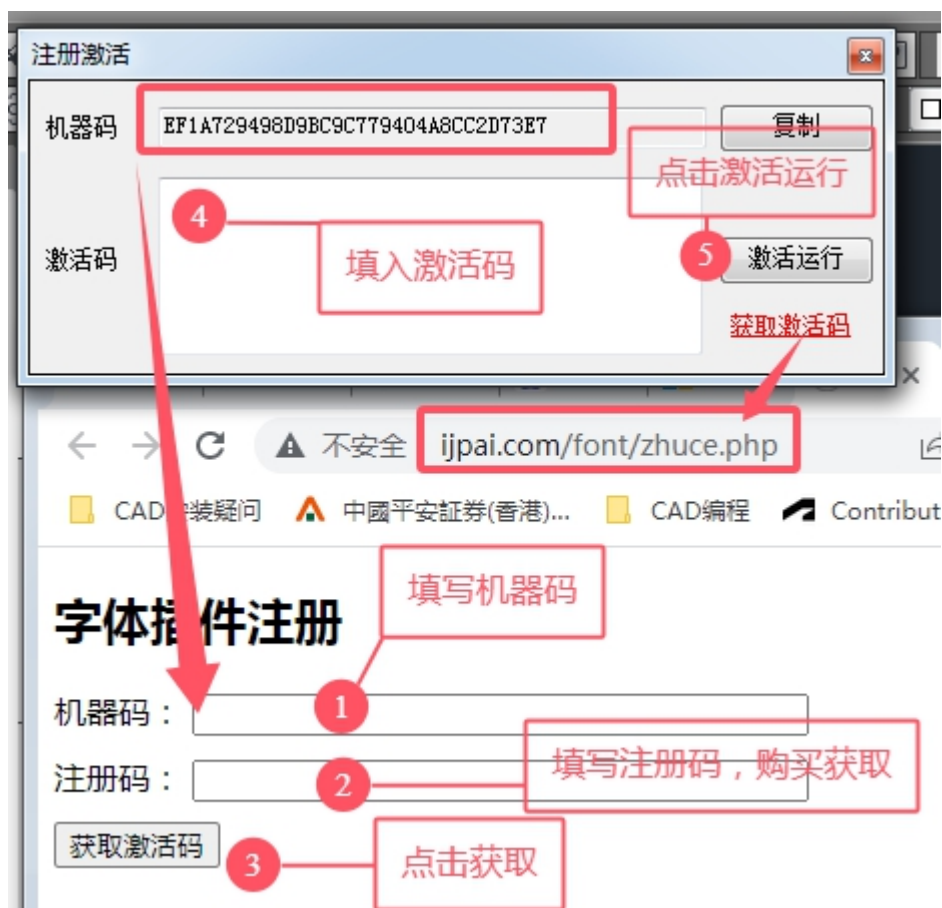 注册激活
机器码
EF1A729498D9BC9C779404A8CC2D73E7
复制
点击激活运行
4
填入激活码
激活码
5
激活运行
获取激活码
不安全
ijpai.com/font/zhuce.php
CAD安装疑问
中國平安証券(香港)...
CAD编程
Contribut
填写机器码
字体插件注册
机器码：
1
注册码：
2
填写注册码，购买获取
获取激活码
3
点击获取